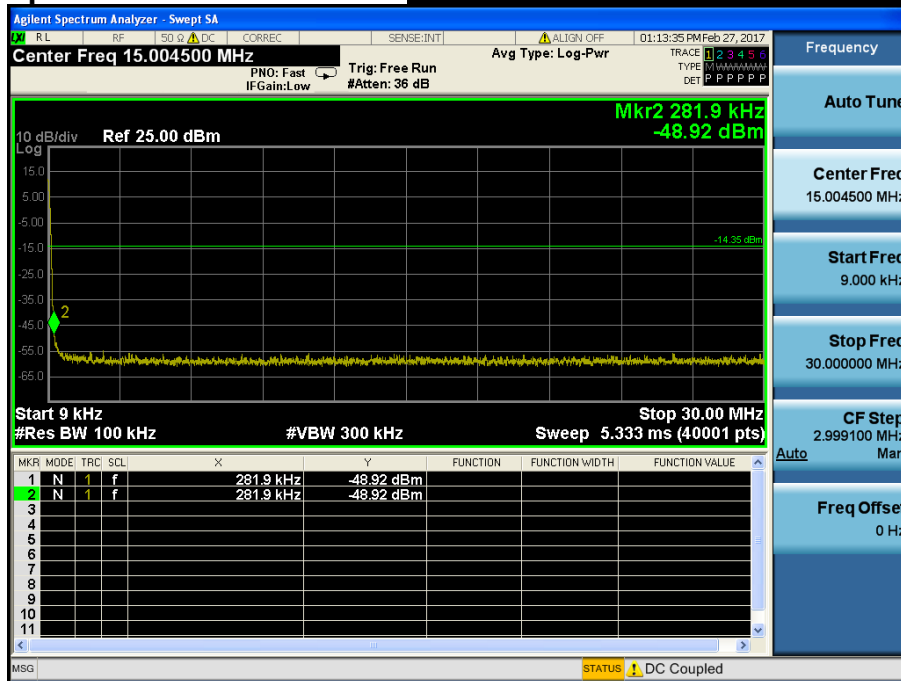 Agilent Spectrum Analyzer - Swept SA
LXI RL RF 50 Ω DC CORREC SENSE:INT ALIGN OFF 01:13:35 PM Feb 27, 2017
Center Freq 15.004500 MHz
PNO: Fast
IFGain:Low
Trig: Free Run
#Atten: 36 dB
Avg Type: Log-Pwr
TRACE 1 2 3 4 5 6
TYPE M W W W W W
DET P P P P P P
Mkr2 281.9 kHz
-48.92 dBm
10 dB/div Ref 25.00 dBm
Log
15.0
5.00
-5.00
-15.0
-14.35 dBm
-25.0
-35.0
2
-45.0
-55.0
-65.0
Start 9 kHz Stop 30.00 MHz
#Res BW 100 kHz #VBW 300 kHz Sweep 5.333 ms (40001 pts)
MKR MODE TRC SCL X Y FUNCTION FUNCTION WIDTH FUNCTION VALUE
1 N 1 f 281.9 kHz -48.92 dBm
2 N 1 f 281.9 kHz -48.92 dBm
3
4
5
6
7
8
9
10
11
MSG STATUS DC Coupled
Frequency
Auto Tune
Center Freq
15.004500 MHz
Start Freq
9.000 kHz
Stop Freq
30.000000 MHz
CF Step
2.999100 MHz
Auto Man
Freq Offset
0 Hz